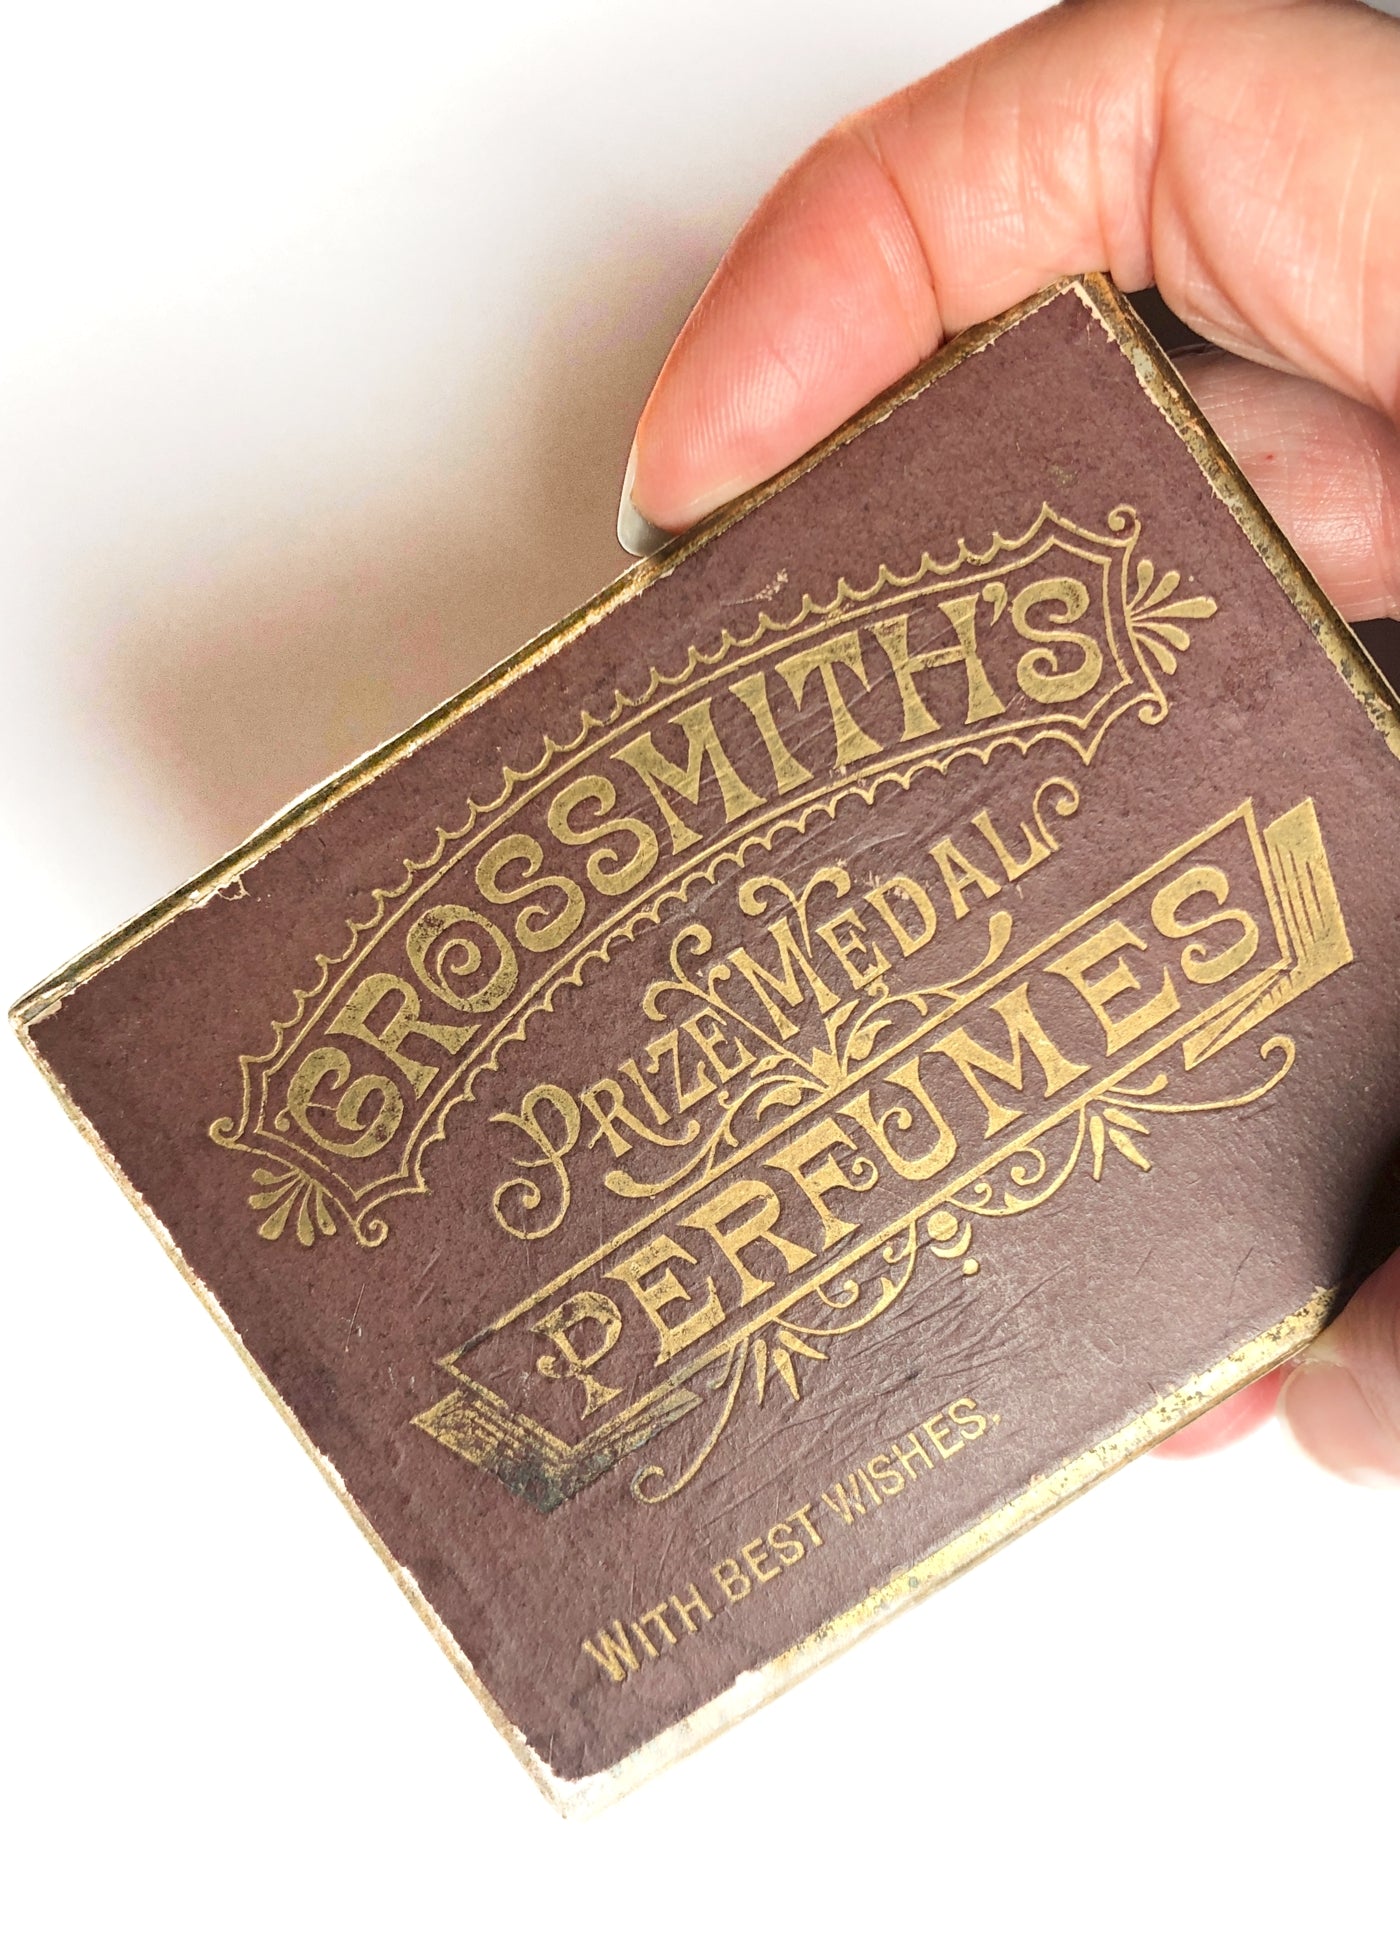 GROSSMITH'S
PRIZE MEDAL
PERFUMES
WITH BEST WISHES.